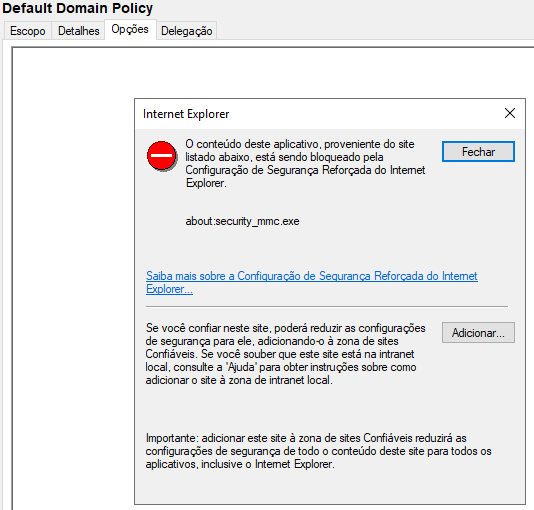 Default Domain Policy
Escopo Detalhes Opções Delegação
Internet Explorer
O conteúdo deste aplicativo, proveniente do site
listado abaixo, está sendo bloqueado pela
Configuração de Segurança Reforçada do Internet
Explorer.
Fechar
about:security_mmc.exe
Saiba mais sobre a Configuração de Segurança Reforçada do Internet
Explorer...
Se você confiar neste site, poderá reduzir as configurações
de segurança para ele, adicionando-o à zona de sites
Confiáveis. Se você souber que este site está na intranet
local, consulte a 'Ajuda' para obter instruções sobre como
adicionar o site à zona de intranet local.
Adicionar...
Importante: adicionar este site à zona de sites Confiáveis reduzirá as
configurações de segurança de todo o conteúdo deste site para todos os
aplicativos, inclusive o Internet Explorer.